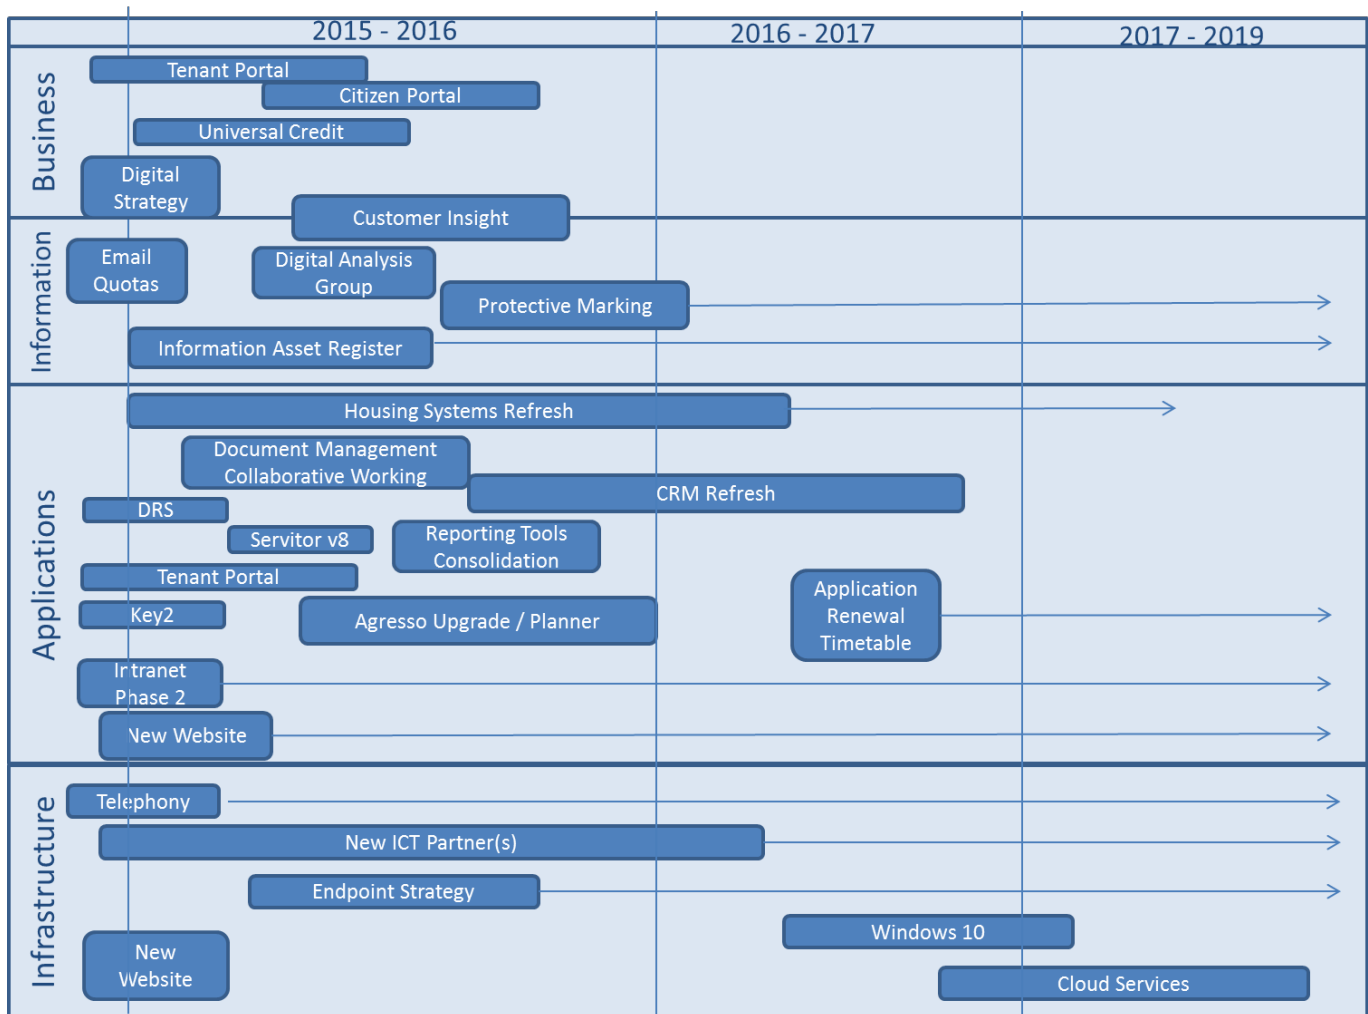 2015 - 2016
2016 - 2017
2017 - 2019
Business
Tenant Portal
Citizen Portal
Universal Credit
Digital
Strategy
Customer Insight
Information
Email
Quotas
Digital Analysis
Group
Protective Marking
Information Asset Register
Applications
Housing Systems Refresh
Document Management
Collaborative Working
CRM Refresh
DRS
Servitor v8
Reporting Tools
Consolidation
Tenant Portal
Key2
Agresso Upgrade / Planner
Application
Renewal
Timetable
Intranet
Phase 2
New Website
Infrastructure
Telephony
New ICT Partner(s)
Endpoint Strategy
Windows 10
New
Website
Cloud Services